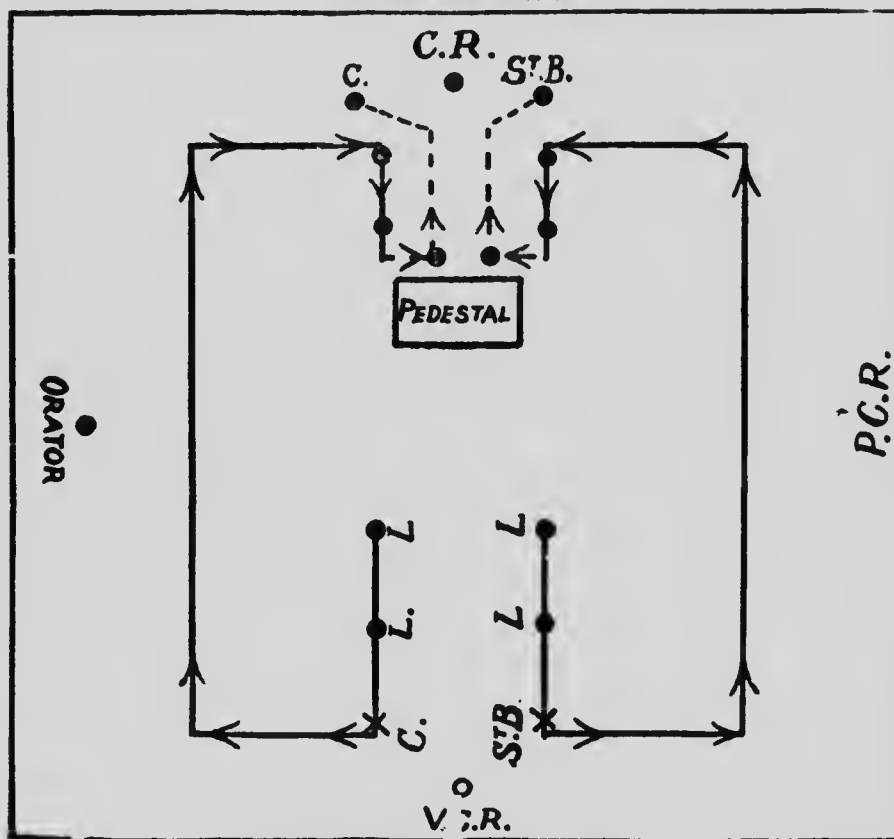 C.R.
C.
ST.B.
PEDESTAL
ORATOR
P.C.R.
L
L
L.
L
C.
ST.B.